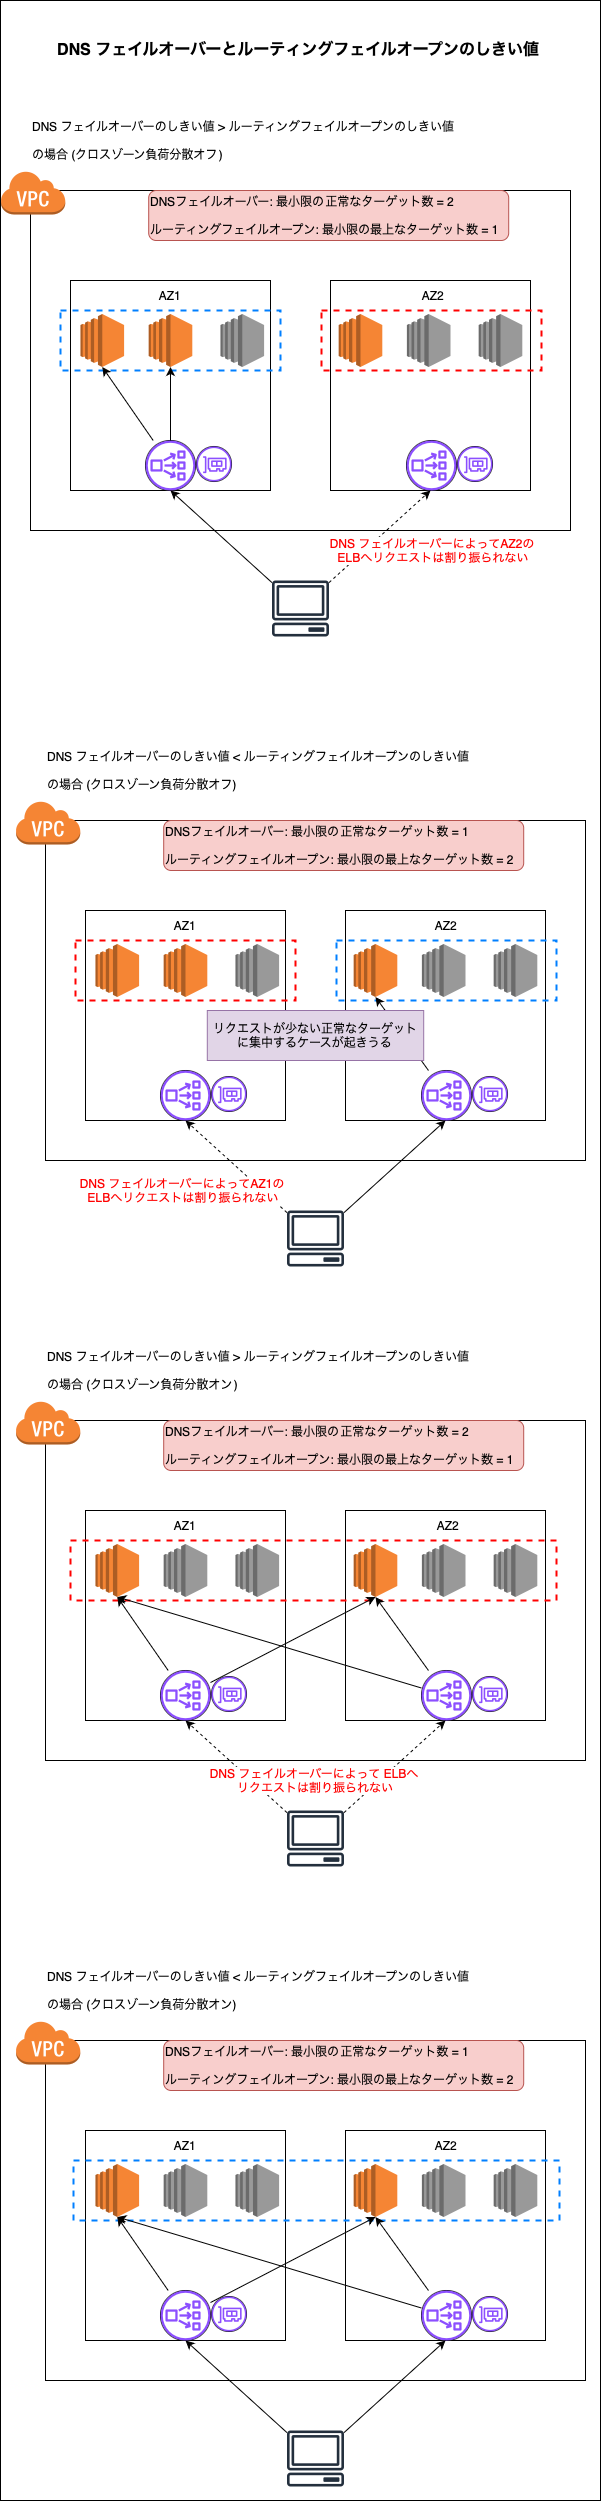 DNS フェイルオーバーとルーティングフェイルオープンのしきい値
DNS フェイルオーバーのしきい値 > ルーティングフェイルオープンのしきい値
の場合 (クロスゾーン負荷分散オフ)
VPC
DNSフェイルオーバー: 最小限の正常なターゲット数 = 2
ルーティングフェイルオープン: 最小限の最上なターゲット数 = 1
AZ1
AZ2
DNS フェイルオーバーによってAZ2の
ELBへリクエストは割り振られない
DNS フェイルオーバーのしきい値 < ルーティングフェイルオープンのしきい値
の場合 (クロスゾーン負荷分散オフ)
VPC
DNSフェイルオーバー: 最小限の正常なターゲット数 = 1
ルーティングフェイルオープン: 最小限の最上なターゲット数 = 2
AZ1
AZ2
リクエストが少ない正常なターゲット
に集中するケースが起きうる
DNS フェイルオーバーによってAZ1の
ELBへリクエストは割り振られない
DNS フェイルオーバーのしきい値 > ルーティングフェイルオープンのしきい値
の場合 (クロスゾーン負荷分散オン)
VPC
DNSフェイルオーバー: 最小限の正常なターゲット数 = 2
ルーティングフェイルオープン: 最小限の最上なターゲット数 = 1
AZ1
AZ2
DNS フェイルオーバーによって ELBへ
リクエストは割り振られない
DNS フェイルオーバーのしきい値 < ルーティングフェイルオープンのしきい値
の場合 (クロスゾーン負荷分散オン)
VPC
DNSフェイルオーバー: 最小限の正常なターゲット数 = 1
ルーティングフェイルオープン: 最小限の最上なターゲット数 = 2
AZ1
AZ2